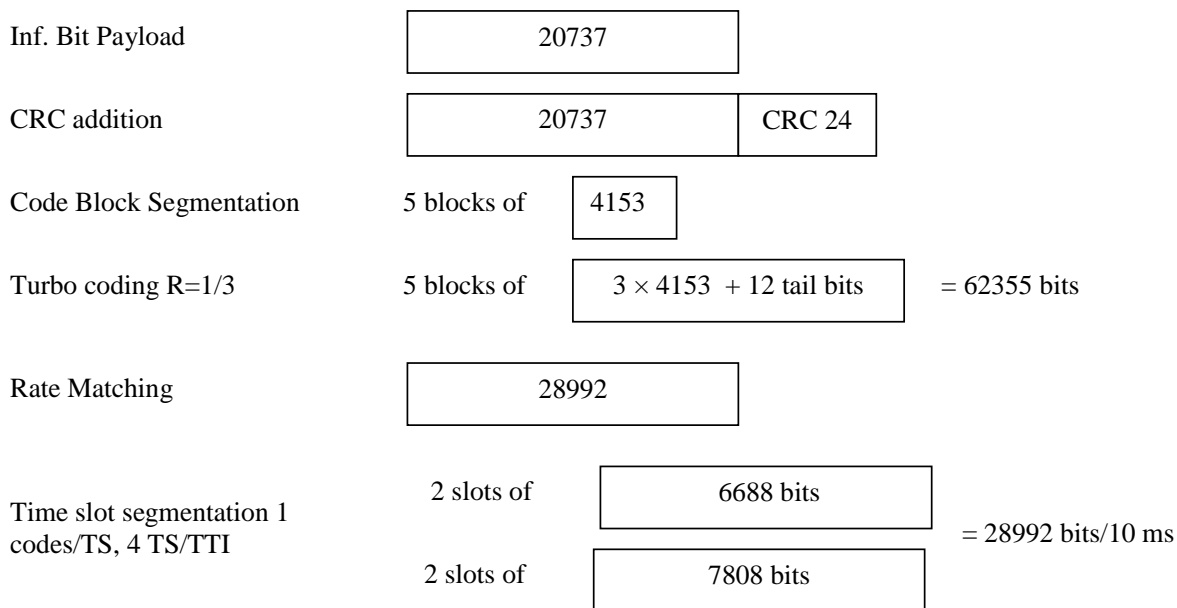 Inf. Bit Payload 20737
CRC addition 20737 CRC 24
Code Block Segmentation 5 blocks of 4153
Turbo coding R=1/3 5 blocks of 3 × 4153 + 12 tail bits = 62355 bits
Rate Matching 28992
2 slots of 6688 bits
Time slot segmentation 1
codes/TS, 4 TS/TTI
= 28992 bits/10 ms
2 slots of 7808 bits